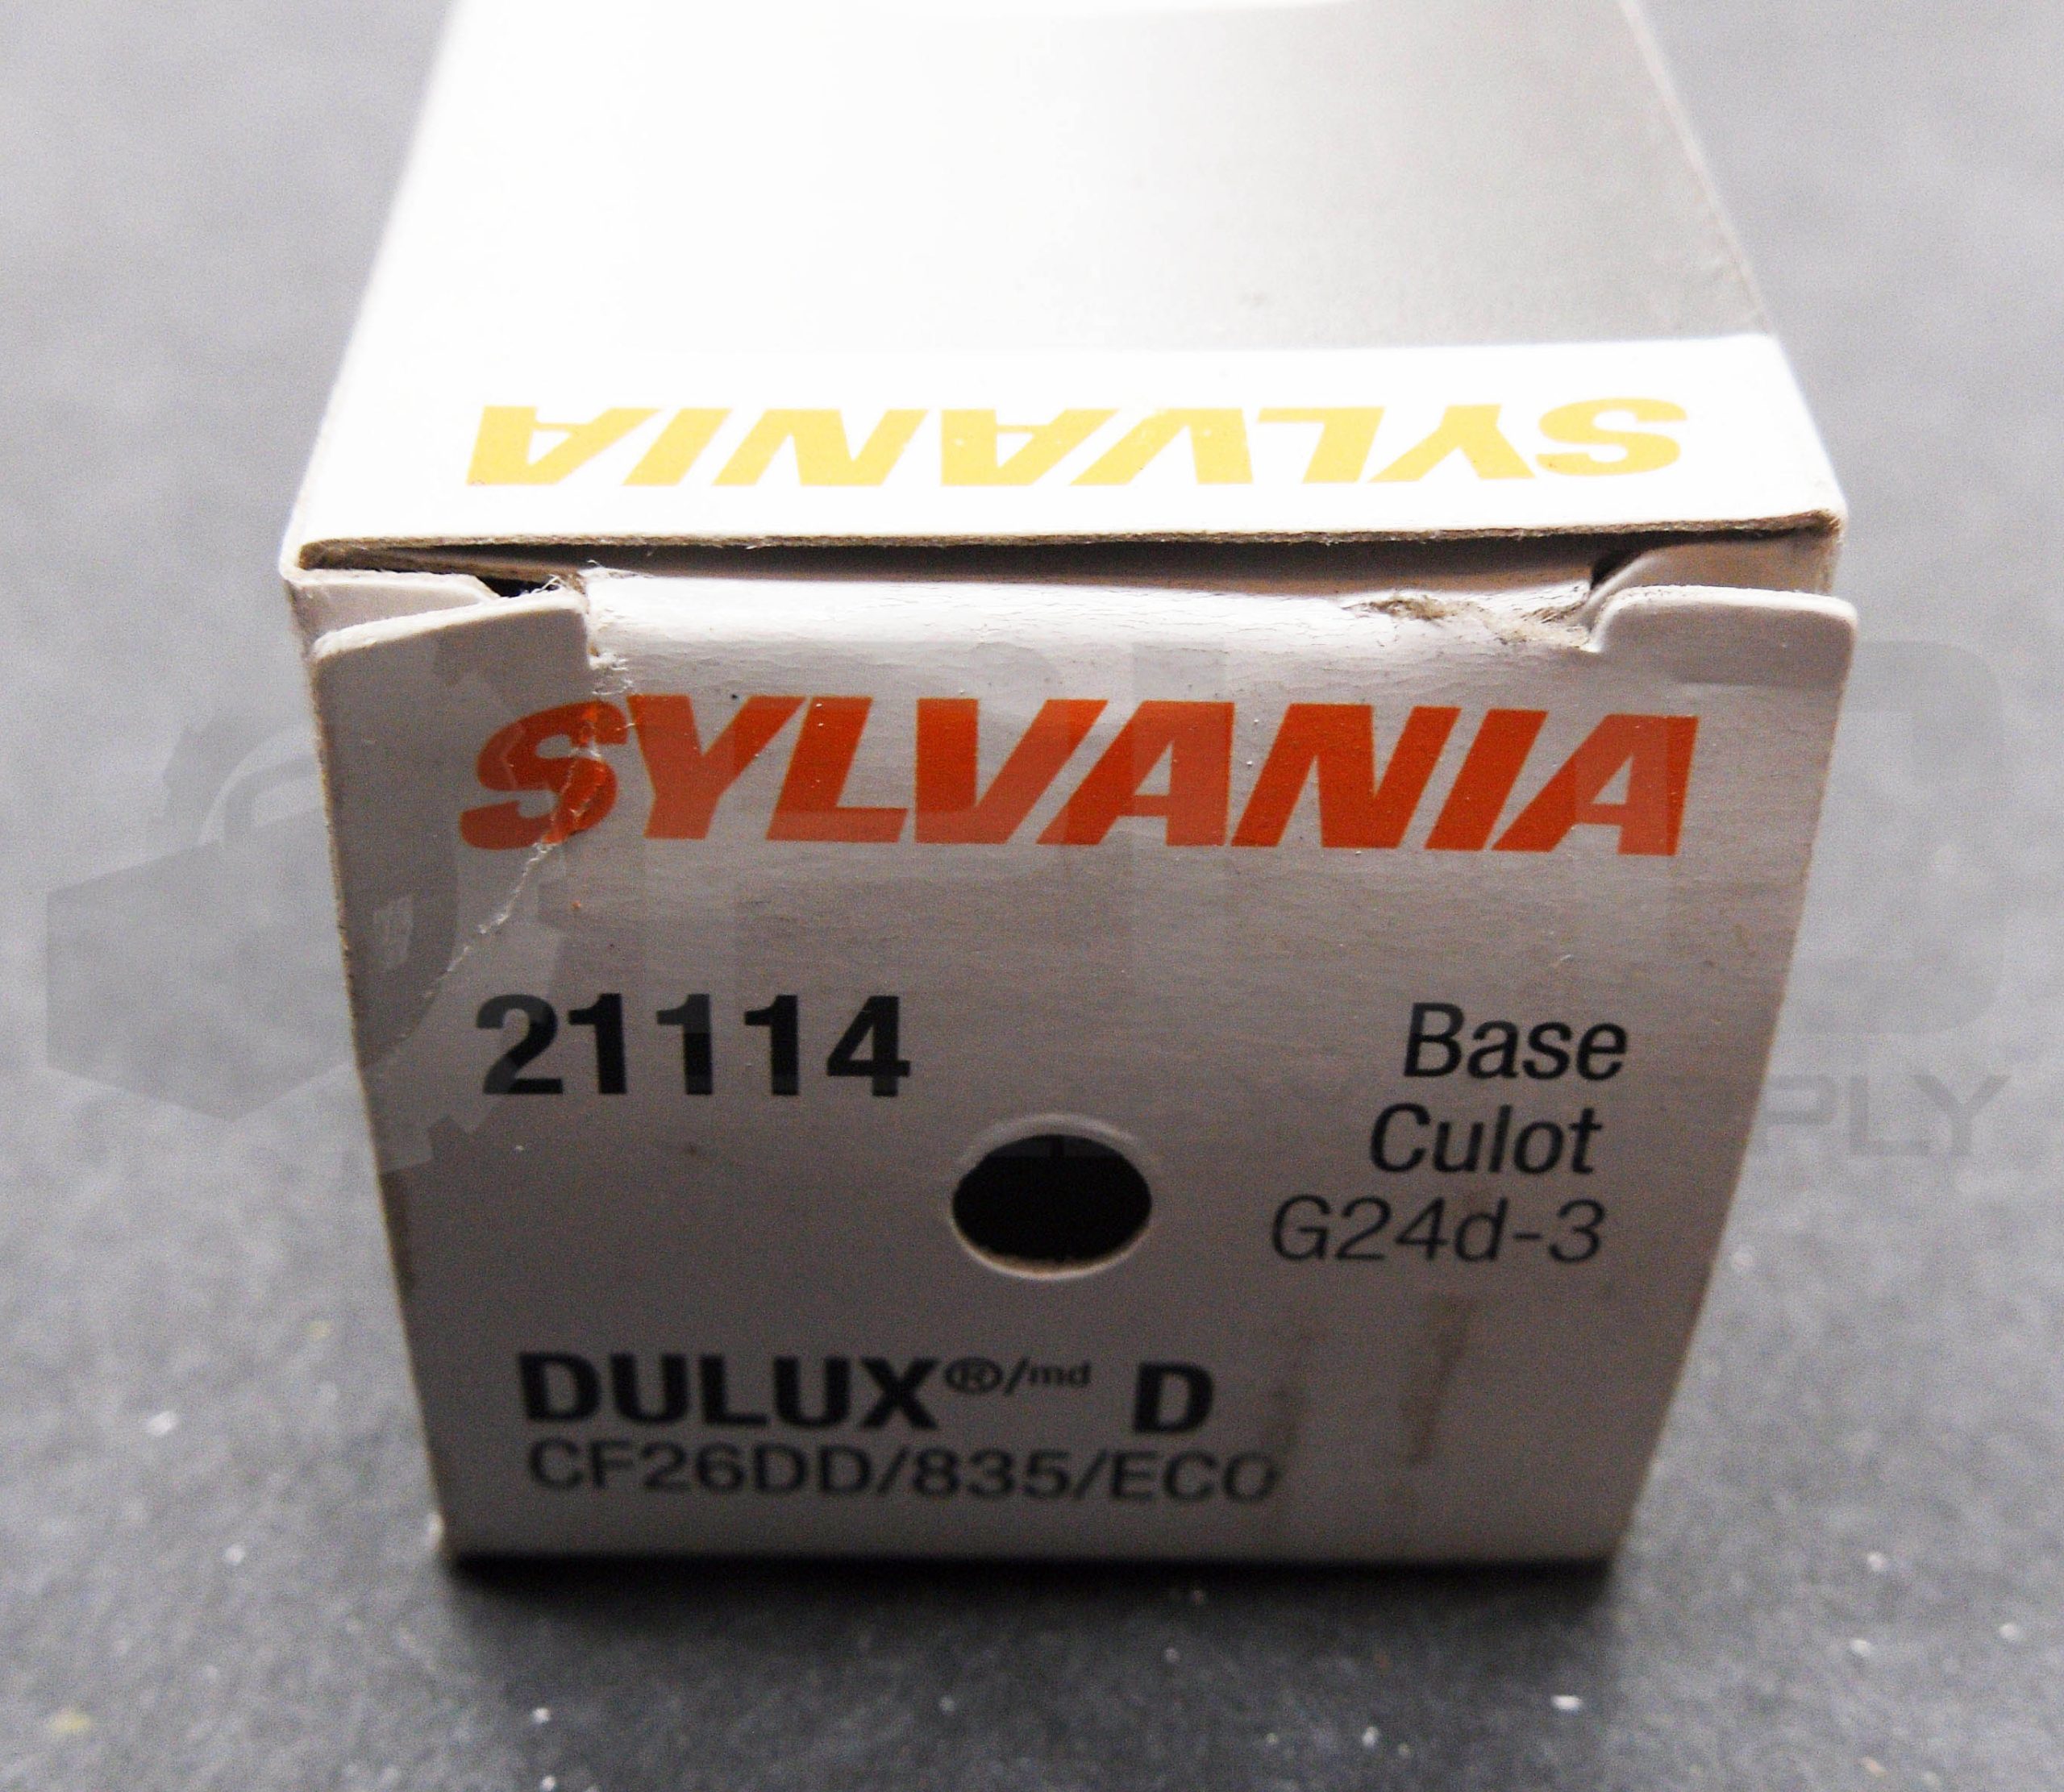 SYLVANIA
SYLVANIA
21114
Base
Culot
G24d-3
DULUX®/md D
CF26DD/835/ECO